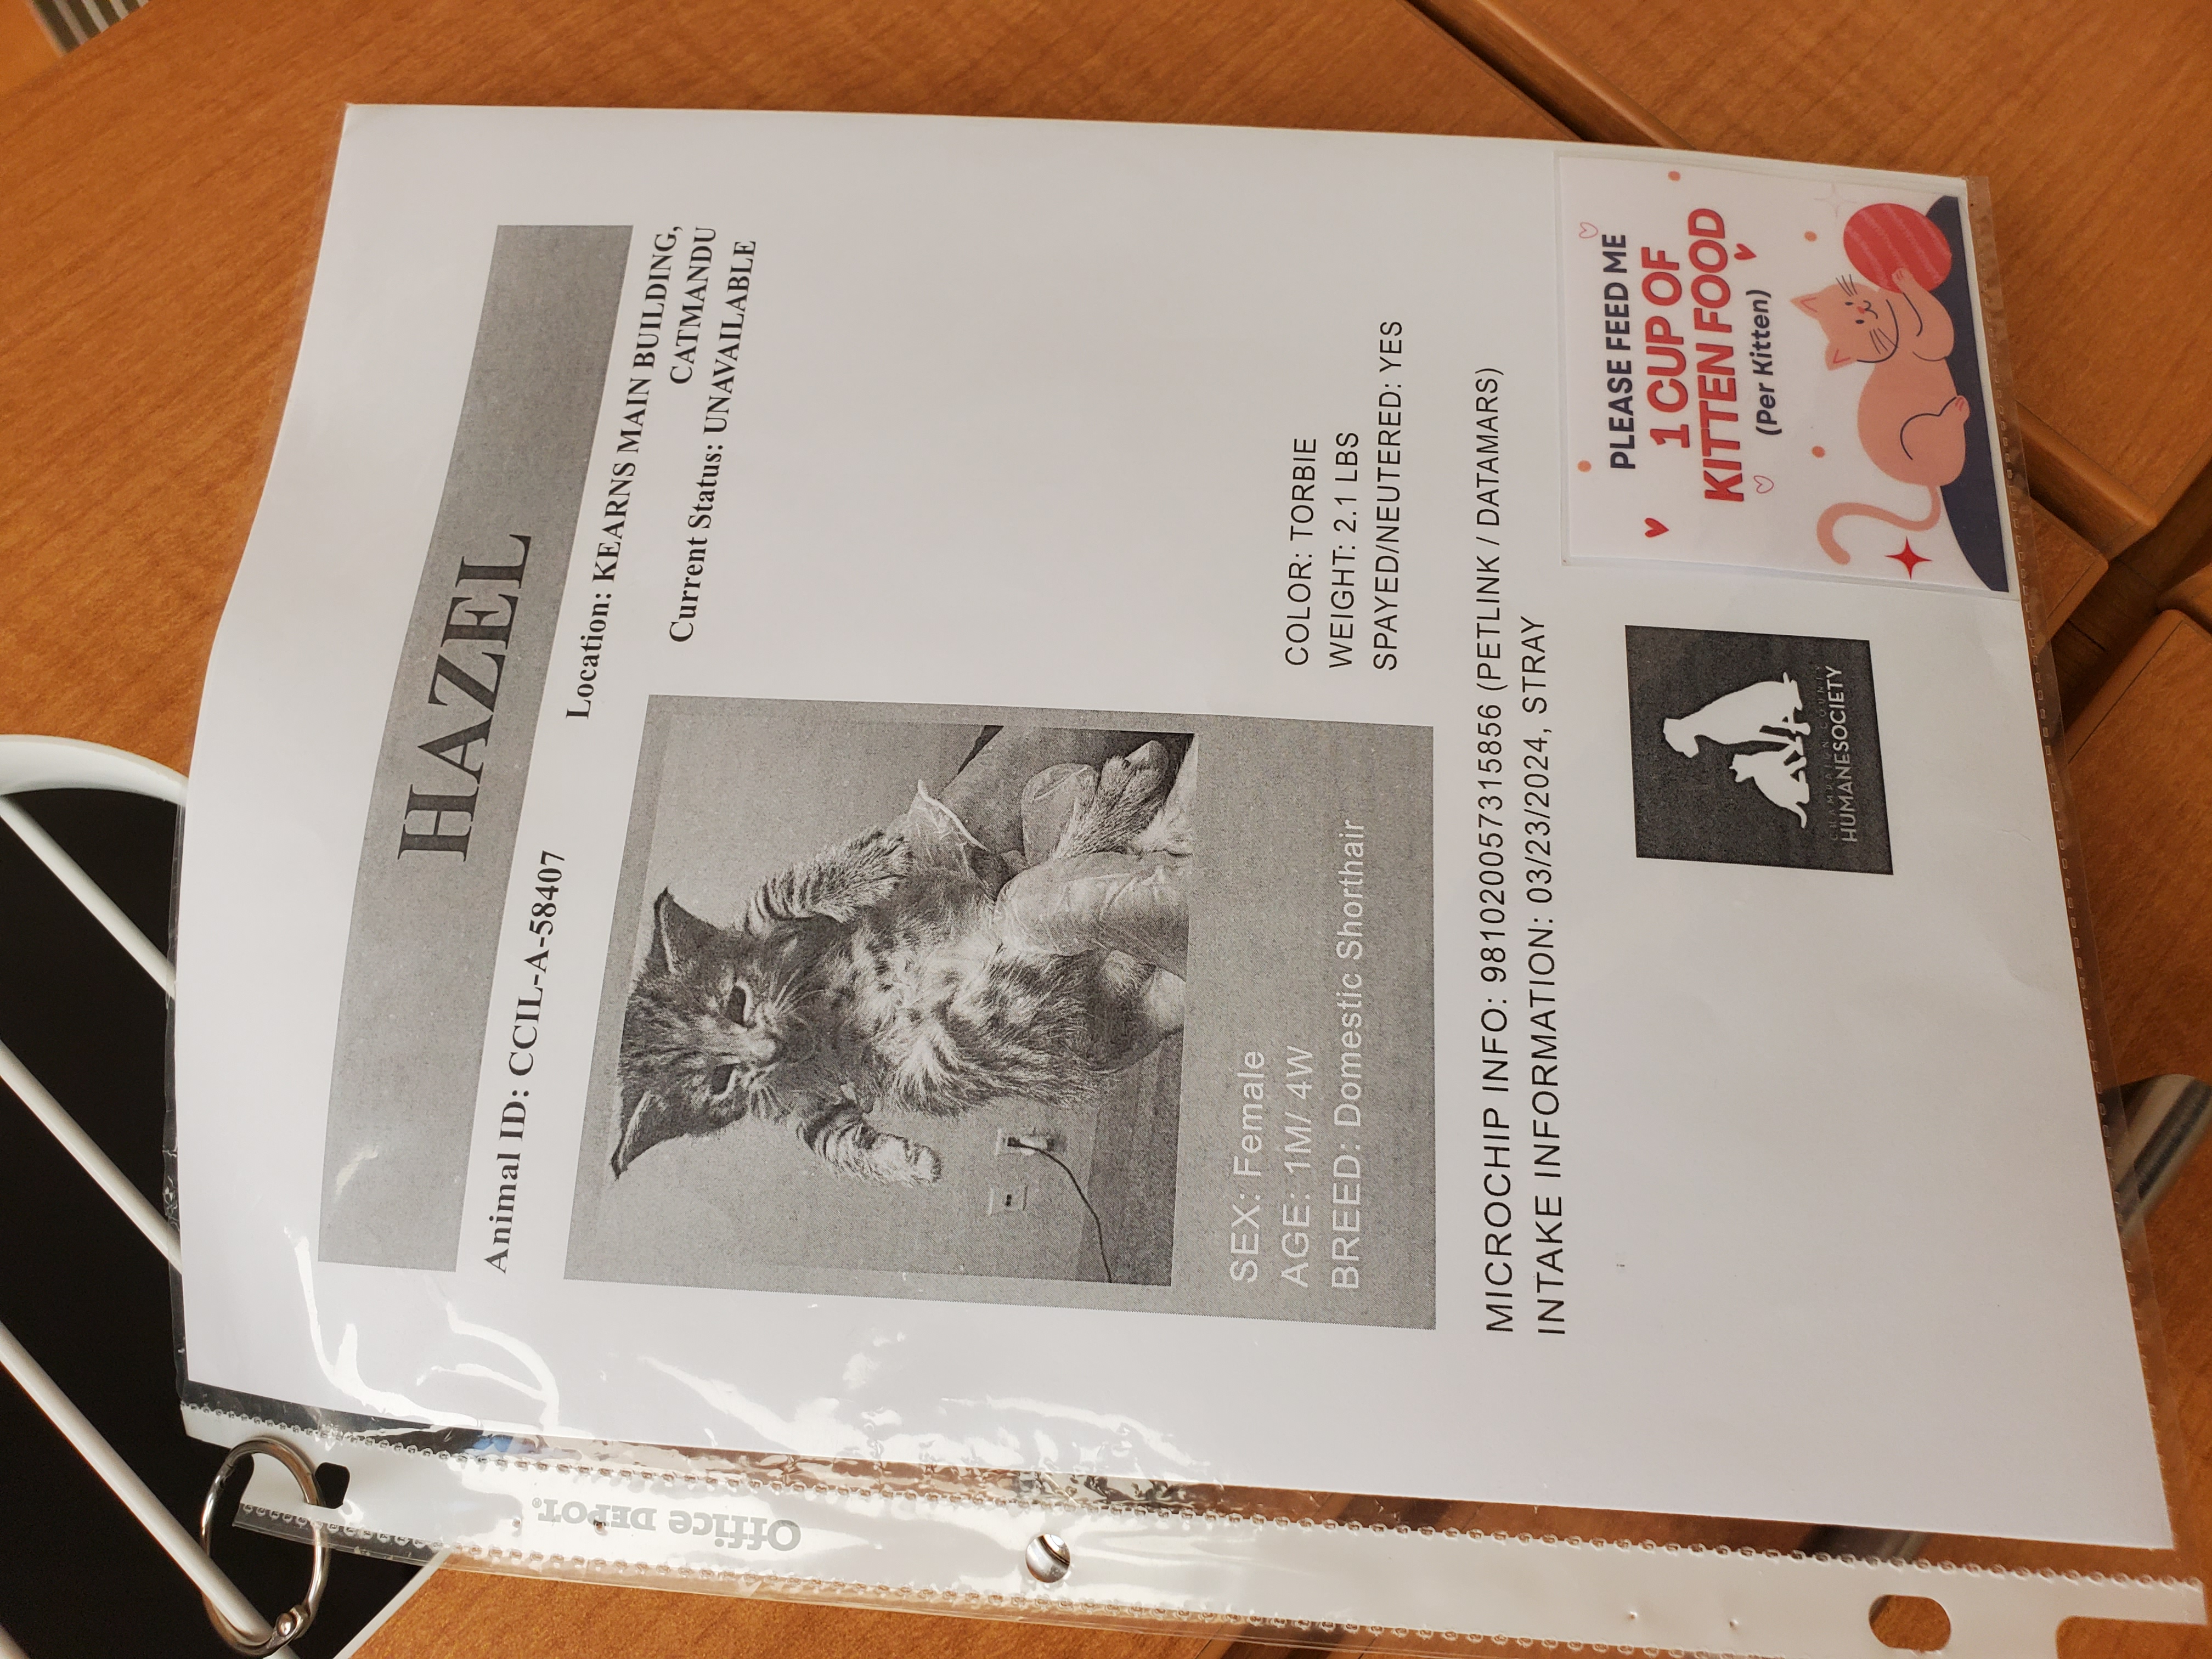 HAZEL
Animal ID: CCIL-A-58407
Location: KEARNS MAIN BUILDING,
CATMANDU
Current Status: UNAVAILABLE
Office DEPOT®
SEX: Female
AGE: 1M/ 4W
BREED: Domestic Shorthair
COLOR: TORBIE
WEIGHT: 2.1 LBS
SPAYED/NEUTERED: YES
MICROCHIP INFO: 981020057315856 (PETLINK / DATAMARS)
INTAKE INFORMATION: 03/23/2024, STRAY
CHAMPAIGN COUNTY
HUMANESOCIETY
PLEASE FEED ME
1 CUP OF
KITTEN FOOD
(Per Kitten)